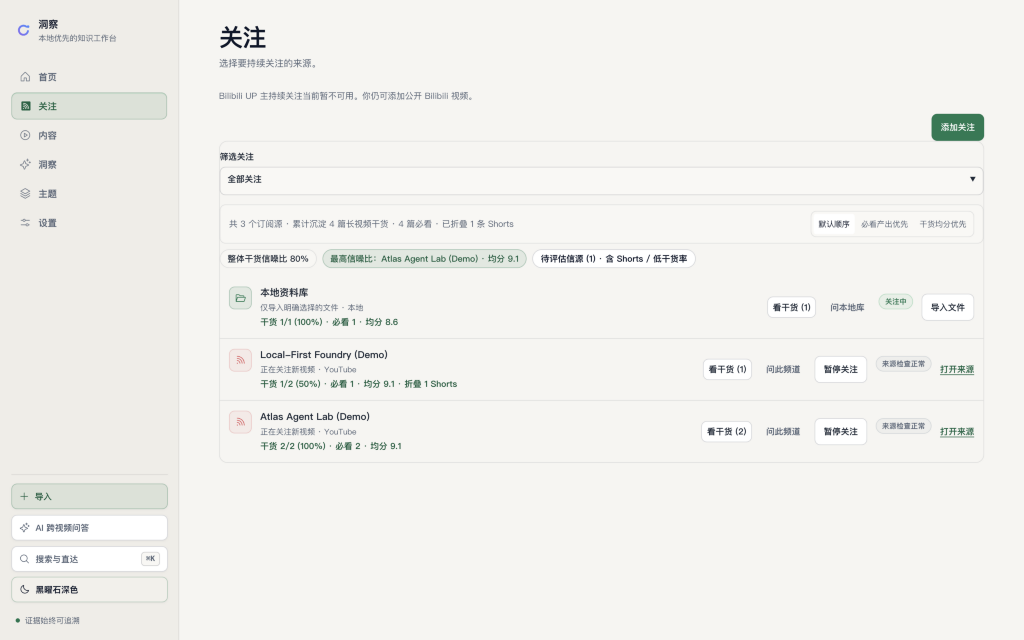 洞察
本地优先的知识工作台
首页
关注
内容
洞察
主题
设置
导入
AI 跨视频问答
搜索与直达 ⌘K
黑曜石深色
证据始终可追溯
关注
选择要持续关注的来源。
Bilibili UP 主持续关注当前暂不可用。你仍可添加公开 Bilibili 视频。
添加关注
筛选关注
全部关注 ▼
共 3 个订阅源 · 累计沉淀 4 篇长视频干货 · 4 篇必看 · 已折叠 1 条 Shorts
默认顺序 必看产出优先 干货均分优先
整体干货信噪比 80% 最高信噪比: Atlas Agent Lab (Demo) · 均分 9.1 待评估信源 (1) · 含 Shorts / 低干货率
本地资料库
仅导入明确选择的文件 · 本地
干货 1/1 (100%) · 必看 1 · 均分 8.6
看干货 (1) 问本地库 关注中 导入文件
Local-First Foundry (Demo)
正在关注新视频 · YouTube
干货 1/2 (50%) · 必看 1 · 均分 9.1 · 折叠 1 Shorts
看干货 (1) 问此频道 暂停关注 来源检查正常 打开来源
Atlas Agent Lab (Demo)
正在关注新视频 · YouTube
干货 2/2 (100%) · 必看 2 · 均分 9.1
看干货 (2) 问此频道 暂停关注 来源检查正常 打开来源